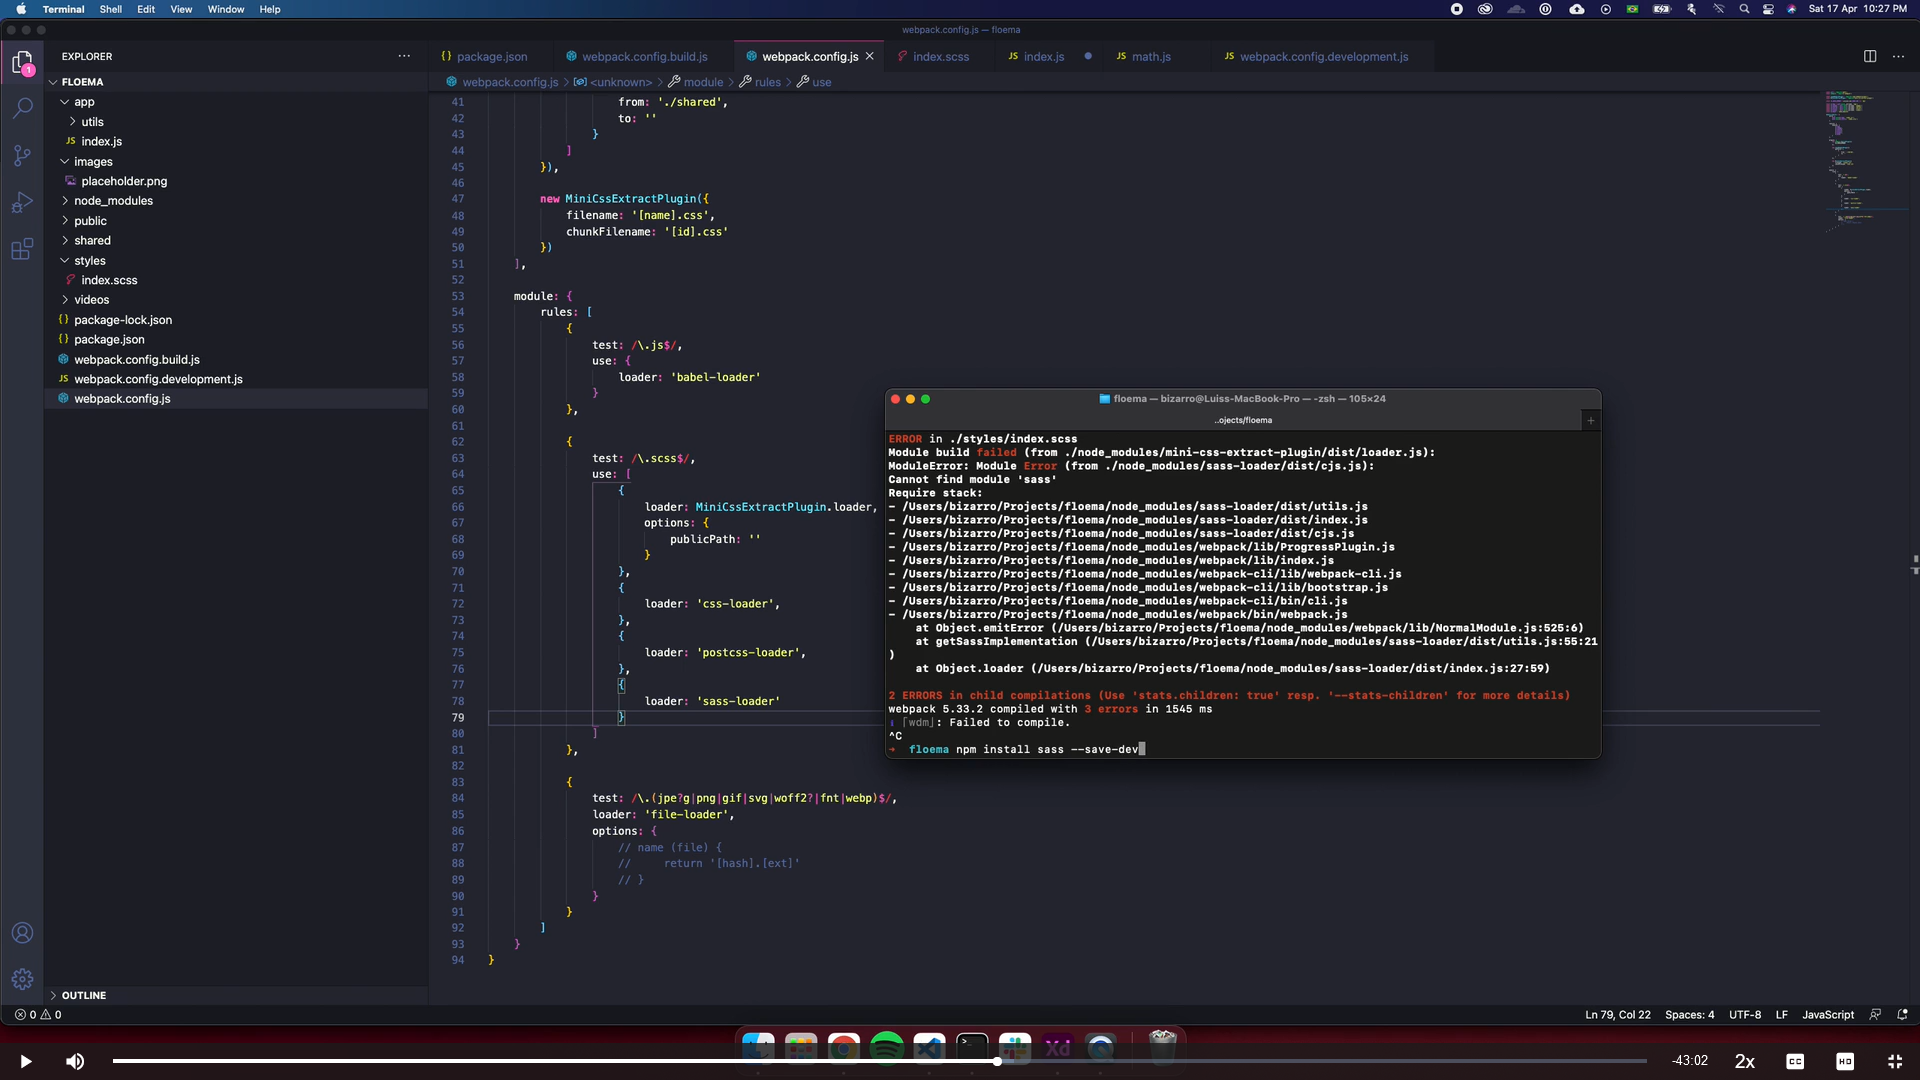 Terminal Shell Edit View Window Help
Sat 17 Apr 10:27 PM
webpack.config.js — floema
EXPLORER
package.json
webpack.config.build.js
webpack.config.js
index.scss
index.js
math.js
webpack.config.development.js
webpack.config.js > <unknown> > module > rules > use
1
FLOEMA
app
utils
JS index.js
images
placeholder.png
node_modules
public
shared
styles
index.scss
videos
package-lock.json
package.json
webpack.config.build.js
JS webpack.config.development.js
webpack.config.js
OUTLINE
41 from: './shared',
42 to: ''
43 }
44 ]
45 }),
46
47 new MiniCssExtractPlugin({
48 filename: '[name].css',
49 chunkFilename: '[id].css'
50 })
51 ],
52
53 module: {
54 rules: [
55 {
56 test: /\.js$/,
57 use: {
58 loader: 'babel-loader'
59 }
60 },
61
62 {
63 test: /\.scss$/,
64 use: [
65 {
66 loader: MiniCssExtractPlugin.loader,
67 options: {
68 publicPath: ''
69 }
70 },
71 {
72 loader: 'css-loader',
73 },
74 {
75 loader: 'postcss-loader',
76 },
77 {
78 loader: 'sass-loader'
79 }
80 ]
81 },
82
83 {
84 test: /\.(jpe?g|png|gif|svg|woff2?|fnt|webp)$/,
85 loader: 'file-loader',
86 options: {
87 // name (file) {
88 // return '[hash].[ext]'
89 // }
90 }
91 }
92 ]
93 }
94 }
floema — bizarro@Luiss-MacBook-Pro — -zsh — 105×24
..ojects/floema
ERROR in ./styles/index.scss
Module build failed (from ./node_modules/mini-css-extract-plugin/dist/loader.js):
ModuleError: Module Error (from ./node_modules/sass-loader/dist/cjs.js):
Cannot find module 'sass'
Require stack:
- /Users/bizarro/Projects/floema/node_modules/sass-loader/dist/utils.js
- /Users/bizarro/Projects/floema/node_modules/sass-loader/dist/index.js
- /Users/bizarro/Projects/floema/node_modules/sass-loader/dist/cjs.js
- /Users/bizarro/Projects/floema/node_modules/webpack/lib/ProgressPlugin.js
- /Users/bizarro/Projects/floema/node_modules/webpack/lib/index.js
- /Users/bizarro/Projects/floema/node_modules/webpack-cli/lib/webpack-cli.js
- /Users/bizarro/Projects/floema/node_modules/webpack-cli/lib/bootstrap.js
- /Users/bizarro/Projects/floema/node_modules/webpack-cli/bin/cli.js
- /Users/bizarro/Projects/floema/node_modules/webpack/bin/webpack.js
at Object.emitError (/Users/bizarro/Projects/floema/node_modules/webpack/lib/NormalModule.js:525:6)
at getSassImplementation (/Users/bizarro/Projects/floema/node_modules/sass-loader/dist/utils.js:55:21
)
at Object.loader (/Users/bizarro/Projects/floema/node_modules/sass-loader/dist/index.js:27:59)
2 ERRORS in child compilations (Use 'stats.children: true' resp. '--stats-children' for more details)
webpack 5.33.2 compiled with 3 errors in 1545 ms
i ｢wdm｣: Failed to compile.
^C
→ floema npm install sass --save-dev
0 0
Ln 79, Col 22 Spaces: 4 UTF-8 LF JavaScript
Xd
-43:02 2x CC HD